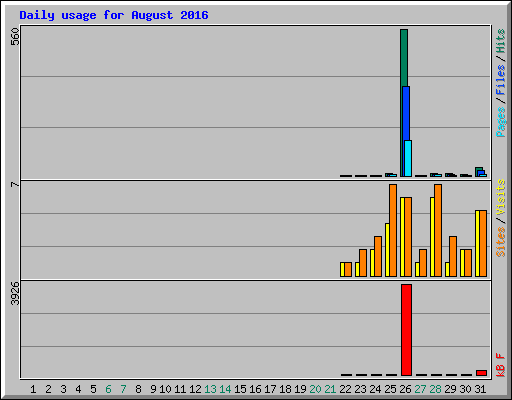 Daily usage for August 2016
560
Pages / Files / Hits
7
Sites / Visits
3926
kB F
1 2 3 4 5 6 7 8 9 10 11 12 13 14 15 16 17 18 19 20 21 22 23 24 25 26 27 28 29 30 31